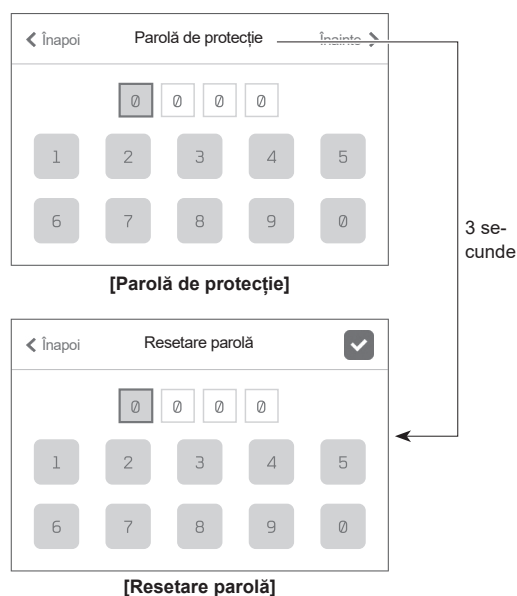 Înapoi Parolă de protecție Înainte
0 0 0 0
1 2 3 4 5
6 7 8 9 0
[Parolă de protecție]
3 se-
cunde
Înapoi Resetare parolă
0 0 0 0
1 2 3 4 5
6 7 8 9 0
[Resetare parolă]